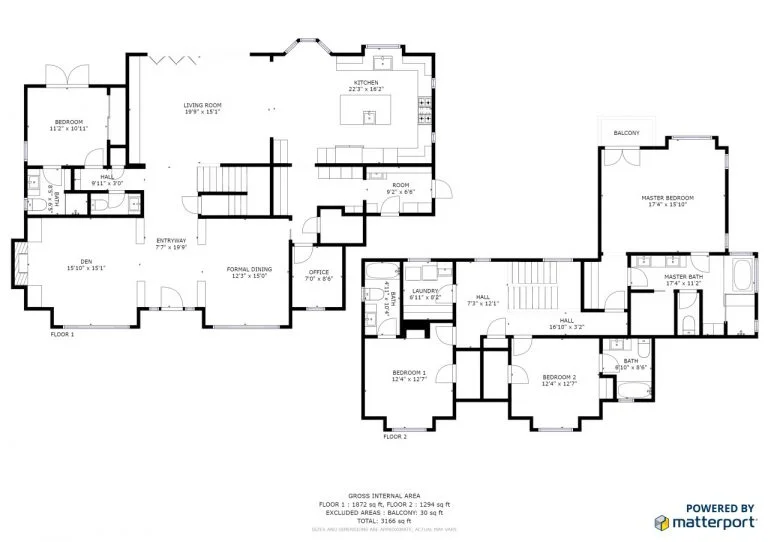 BEDROOM
11'2" x 10'11"
LIVING ROOM
19'9" x 15'1"
KITCHEN
22'3" x 16'2"
HALL
9'11" x 3'0"
BATH
8'5" x 6'5"
ROOM
9'2" x 6'8"
ENTRYWAY
7'7" x 19'9"
DEN
15'10" x 15'1"
FORMAL DINING
12'3" x 15'0"
OFFICE
7'0" x 8'6"
FLOOR 1
BALCONY
MASTER BEDROOM
17'4" x 15'10"
MASTER BATH
17'4" x 11'2"
BATH
4'11" x 10'4"
LAUNDRY
6'11" x 8'2"
HALL
7'3" x 12'1"
HALL
16'10" x 3'2"
BEDROOM 1
12'4" x 12'7"
BEDROOM 2
12'4" x 12'7"
BATH
9'10" x 8'6"
FLOOR 2
GROSS INTERNAL AREA
FLOOR 1 : 1872 sq ft, FLOOR 2 : 1294 sq ft
EXCLUDED AREAS : BALCONY: 30 sq ft
TOTAL: 3166 sq ft
SIZES AND DIMENSIONS ARE APPROXIMATE, ACTUAL MAY VARY.
POWERED BY
matterport